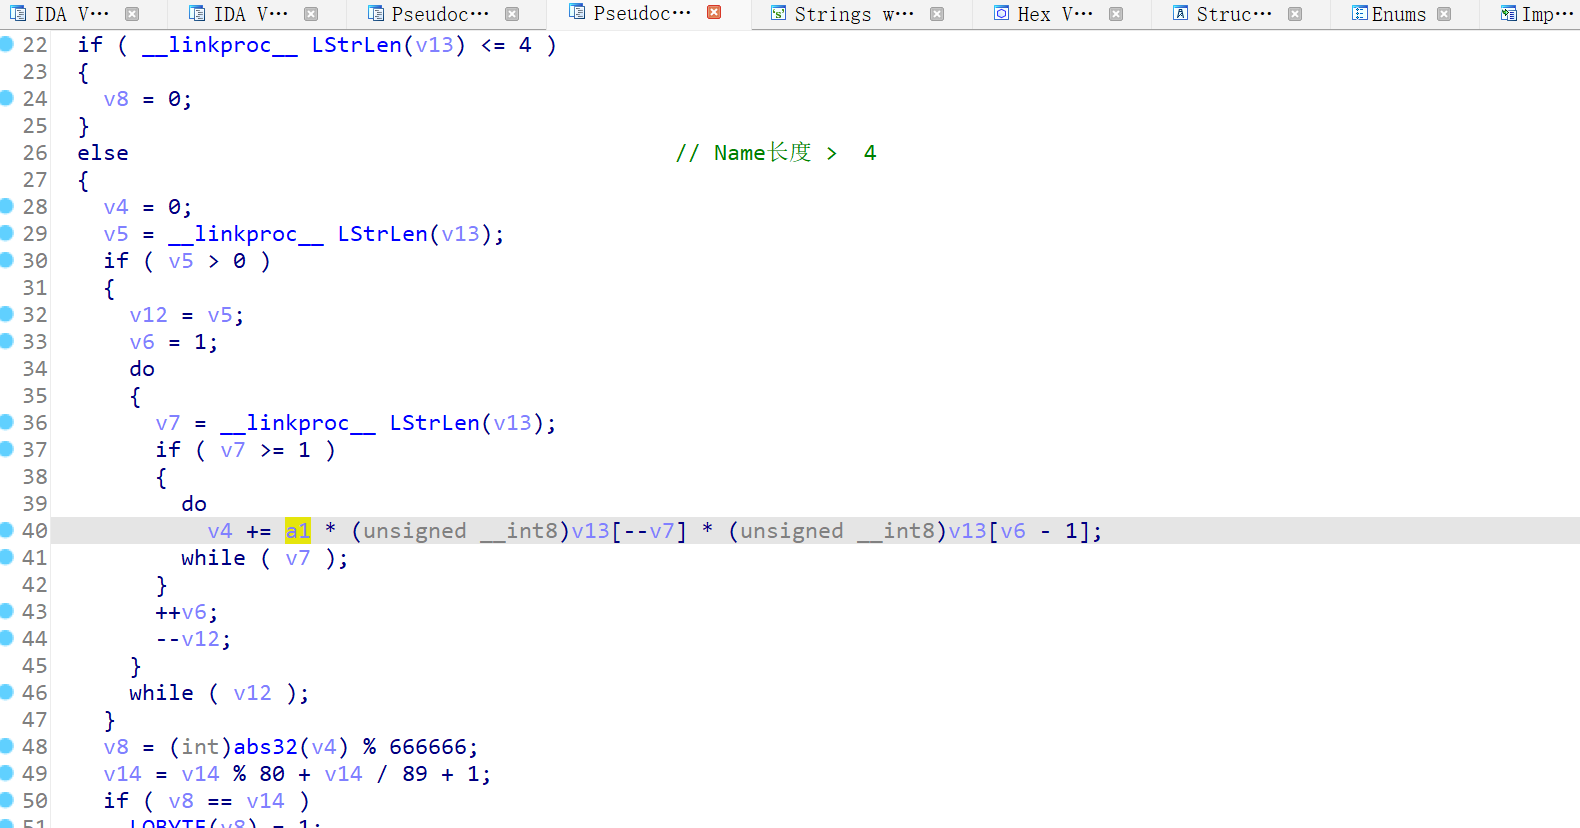 IDA V··· IDA V··· Pseudoc··· Pseudoc··· Strings w··· Hex V··· Struc··· Enums Imp···
22 if ( __linkproc__ LStrLen(v13) <= 4 )
23 {
24 v8 = 0;
25 }
26 else // Name长度 > 4
27 {
28 v4 = 0;
29 v5 = __linkproc__ LStrLen(v13);
30 if ( v5 > 0 )
31 {
32 v12 = v5;
33 v6 = 1;
34 do
35 {
36 v7 = __linkproc__ LStrLen(v13);
37 if ( v7 >= 1 )
38 {
39 do
40 v4 += a1 * (unsigned __int8)v13[--v7] * (unsigned __int8)v13[v6 - 1];
41 while ( v7 );
42 }
43 ++v6;
44 --v12;
45 }
46 while ( v12 );
47 }
48 v8 = (int)abs32(v4) % 666666;
49 v14 = v14 % 80 + v14 / 89 + 1;
50 if ( v8 == v14 )
51 LOBYTE(v8) = 1;